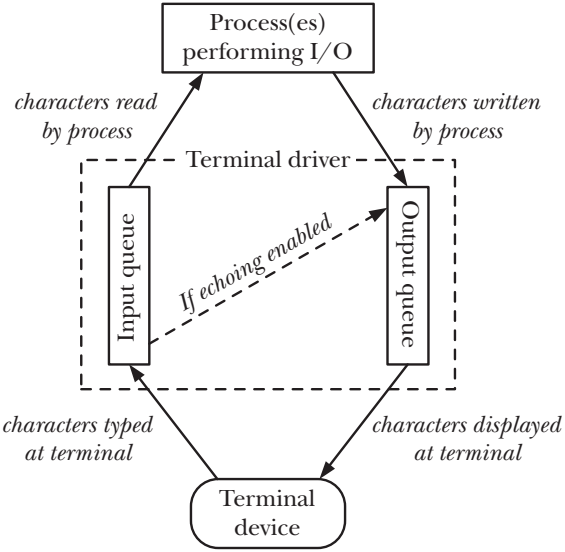 Process(es)
performing I/O
characters read
by process
characters written
by process
Terminal driver
Input queue
If echoing enabled
Output queue
characters typed
at terminal
characters displayed
at terminal
Terminal
device